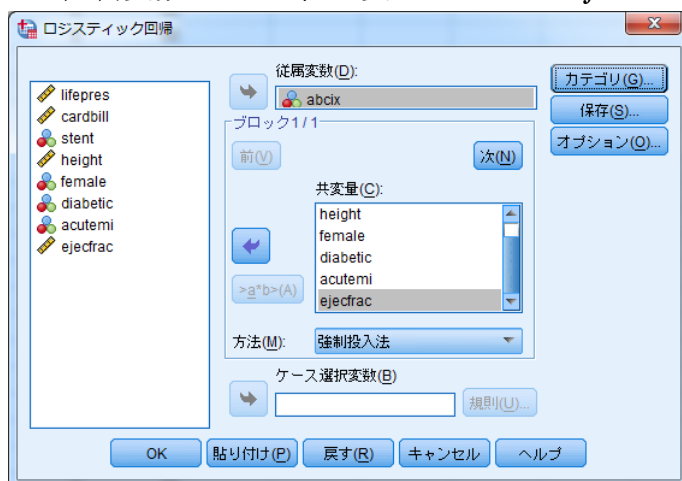 ロジスティック回帰
lifepres
cardbill
stent
height
female
diabetic
acutemi
ejecfrac
従属変数(D):
abcix
ブロック1/1
前(V)
次(N)
共変量(C):
height
female
diabetic
acutemi
ejecfrac
>a*b>(A)
方法(M):
強制投入法
ケース選択変数(B)
規則(U)...
カテゴリ(G)...
保存(S)...
オプション(O)...
OK
貼り付け(P)
戻す(R)
キャンセル
ヘルプ